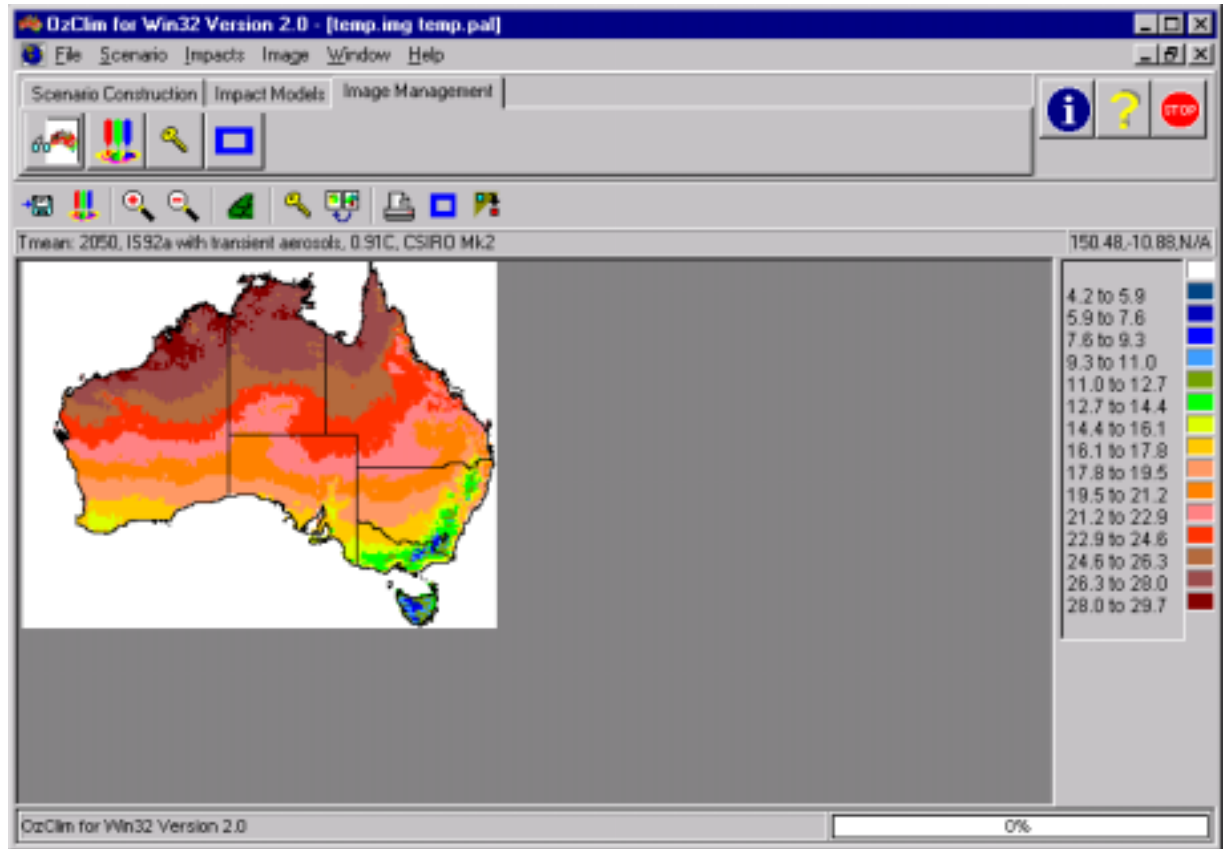 OzClim for Win32 Version 2.0 - [temp.img temp.pal]
File Scenario Impacts Image Window Help
Scenario Construction Impact Models Image Management
STOP
Tmean: 2050, IS92a with transient aerosols, 0.91C, CSIRO Mk2 150.48,-10.88,N/A
4.2 to 5.9
5.9 to 7.6
7.6 to 9.3
9.3 to 11.0
11.0 to 12.7
12.7 to 14.4
14.4 to 16.1
16.1 to 17.8
17.8 to 19.5
19.5 to 21.2
21.2 to 22.9
22.9 to 24.6
24.6 to 26.3
26.3 to 28.0
28.0 to 29.7
OzClim for Win32 Version 2.0 0%